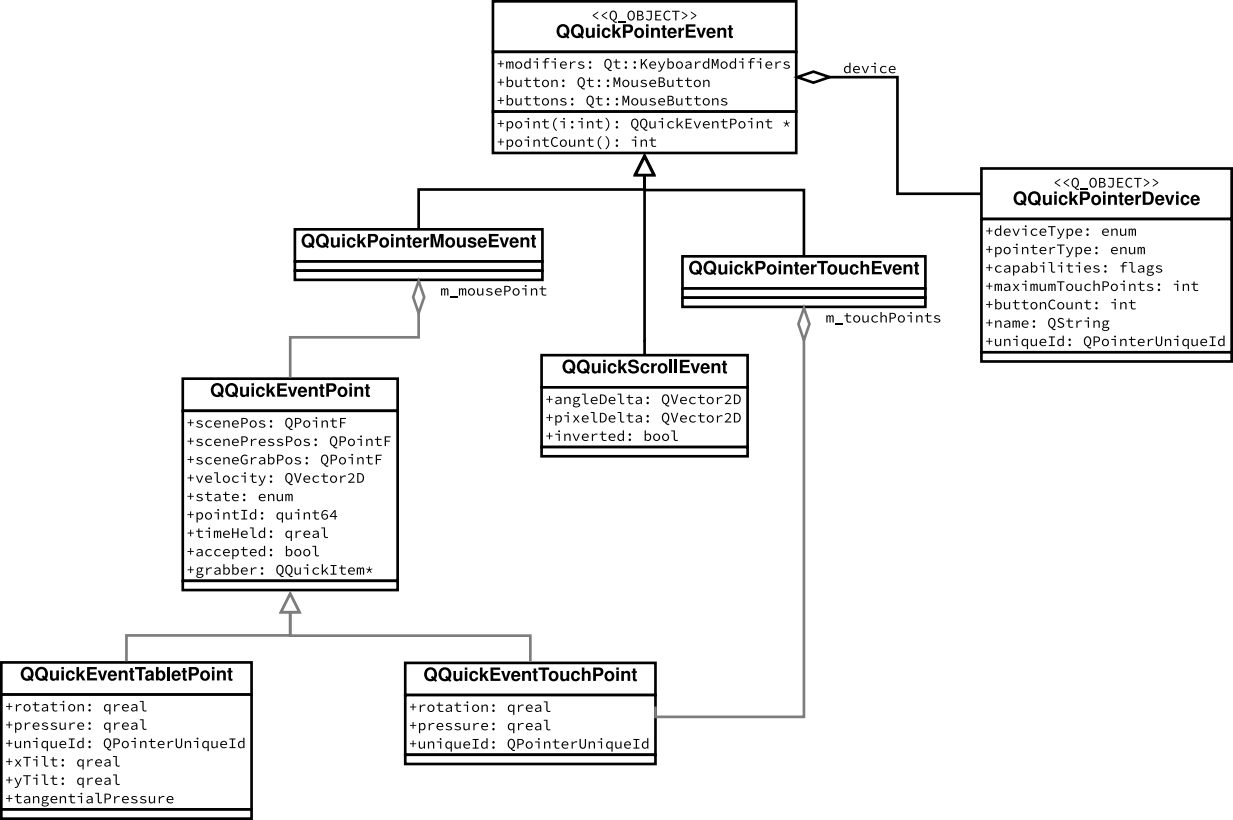 <<Q_OBJECT>>
QQuickPointerEvent
+modifiers: Qt::KeyboardModifiers
+button: Qt::MouseButton
+buttons: Qt::MouseButtons
+point(i:int): QQuickEventPoint *
+pointCount(): int
device
<<Q_OBJECT>>
QQuickPointerDevice
+deviceType: enum
+pointerType: enum
+capabilities: flags
+maximumTouchPoints: int
+buttonCount: int
+name: QString
+uniqueId: QPointerUniqueId
QQuickPointerMouseEvent
m_mousePoint
QQuickPointerTouchEvent
m_touchPoints
QQuickScrollEvent
+angleDelta: QVector2D
+pixelDelta: QVector2D
+inverted: bool
QQuickEventPoint
+scenePos: QPointF
+scenePressPos: QPointF
+sceneGrabPos: QPointF
+velocity: QVector2D
+state: enum
+pointId: quint64
+timeHeld: qreal
+accepted: bool
+grabber: QQuickItem*
QQuickEventTabletPoint
+rotation: qreal
+pressure: qreal
+uniqueId: QPointerUniqueId
+xTilt: qreal
+yTilt: qreal
+tangentialPressure
QQuickEventTouchPoint
+rotation: qreal
+pressure: qreal
+uniqueId: QPointerUniqueId